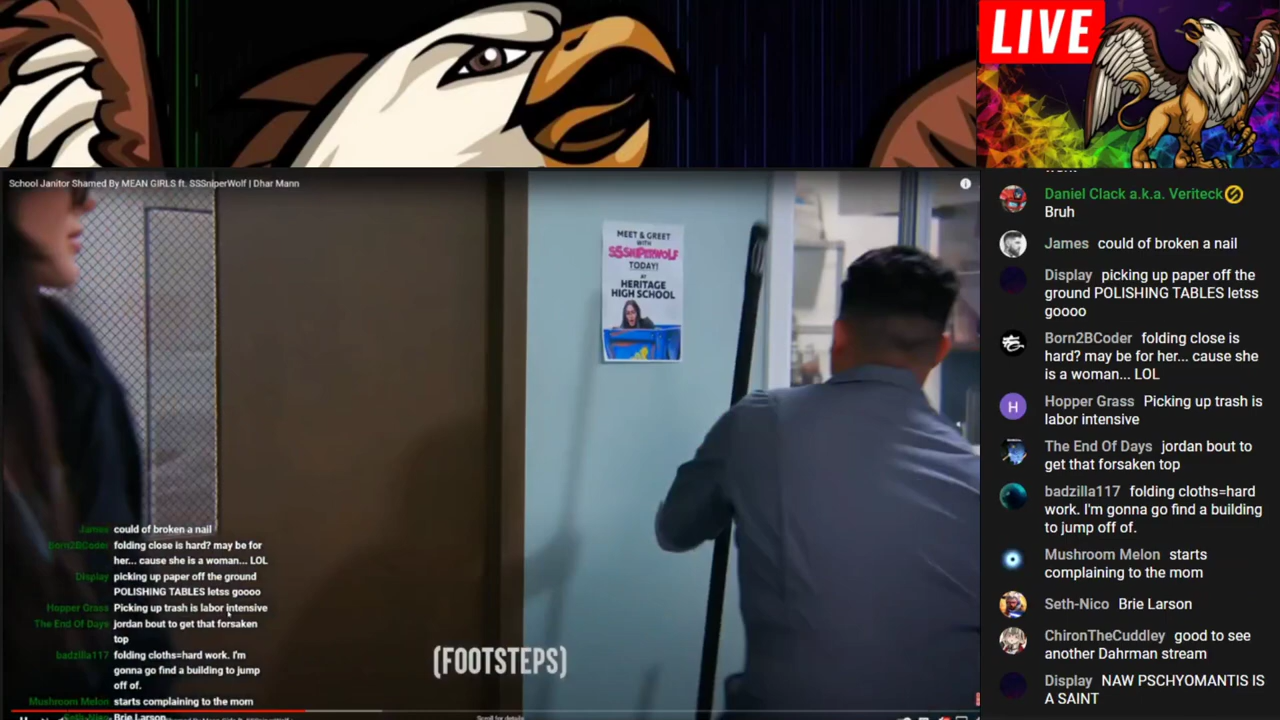 LIVE
School Janitor Shamed By MEAN GIRLS ft. SSSniperWolf | Dhar Mann
MEET & GREET
WITH
SSSNIPERWOLF
TODAY!
AT
HERITAGE
HIGH SCHOOL
James could of broken a nail
Born2BCoder folding close is hard? may be for
her... cause she is a woman... LOL
Display picking up paper off the ground
POLISHING TABLES letss goooo
Hopper Grass Picking up trash is labor intensive
The End Of Days jordan bout to get that forsaken
top
badzilla117 folding cloths=hard work. I'm
gonna go find a building to jump
off of.
Mushroom Melon starts complaining to the mom
Seth-Nico Brie Larson
(FOOTSTEPS)
Scroll for details
Daniel Clack a.k.a. Veriteck
Bruh
James could of broken a nail
Display picking up paper off the
ground POLISHING TABLES letss
goooo
Born2BCoder folding close is
hard? may be for her... cause she
is a woman... LOL
H
Hopper Grass Picking up trash is
labor intensive
The End Of Days jordan bout to
get that forsaken top
badzilla117 folding cloths=hard
work. I'm gonna go find a building
to jump off of.
Mushroom Melon starts
complaining to the mom
Seth-Nico Brie Larson
ChironTheCuddley good to see
another Dahrman stream
Display NAW PSCHYOMANTIS IS
A SAINT